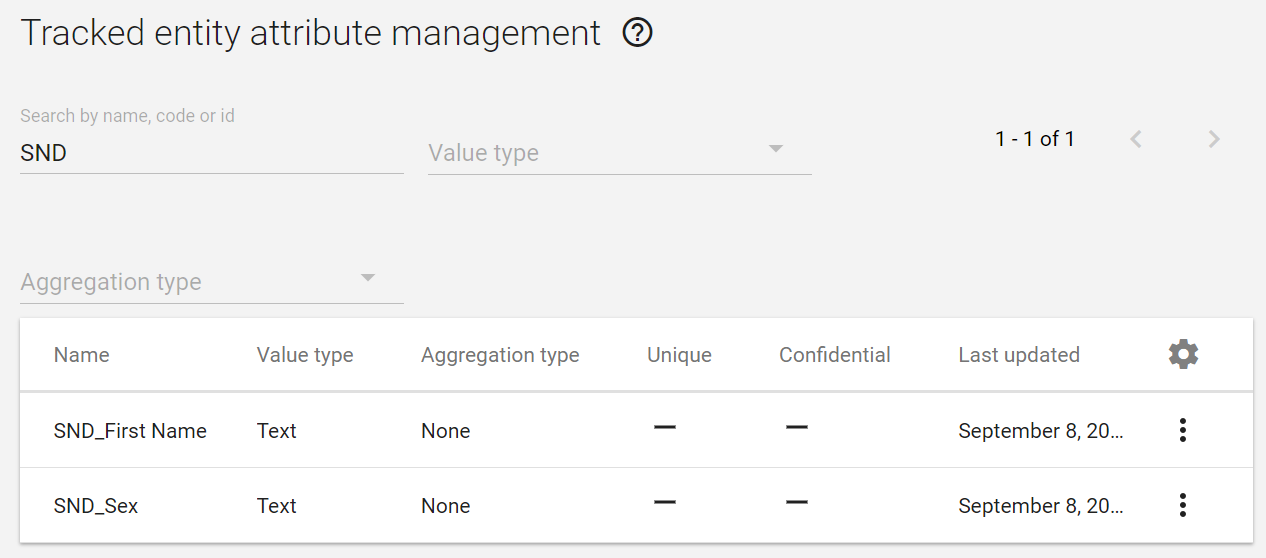 Tracked entity attribute management
Search by name, code or id
SND
Value type
1 - 1 of 1
Aggregation type
Name Value type Aggregation type Unique Confidential Last updated
SND_First Name Text None September 8, 20...
SND_Sex Text None September 8, 20...